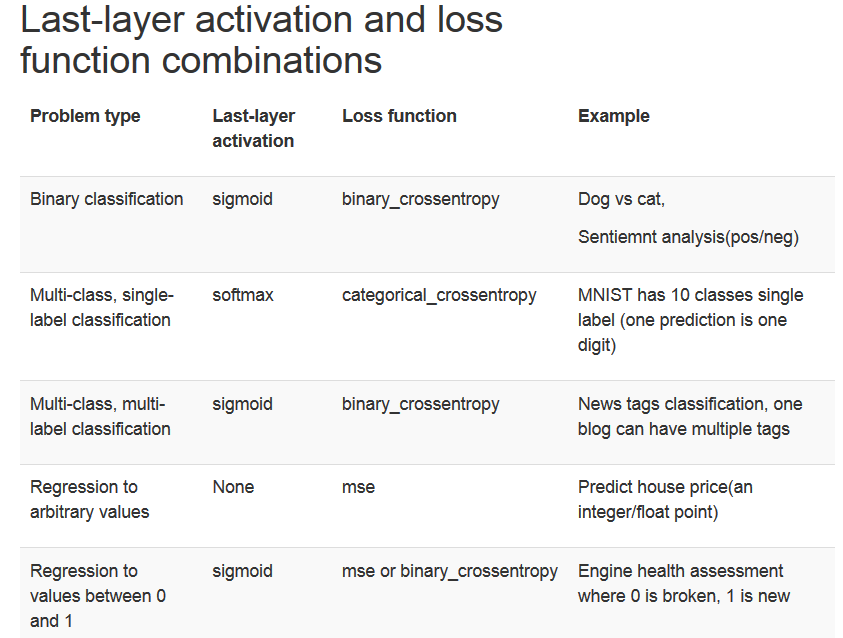 Last-layer activation and loss
function combinations
Problem type
Last-layer
activation
Loss function
Example
Binary classification
sigmoid
binary_crossentropy
Dog vs cat,
Sentiemnt analysis(pos/neg)
Multi-class, single-
label classification
softmax
categorical_crossentropy
MNIST has 10 classes single
label (one prediction is one
digit)
Multi-class, multi-
label classification
sigmoid
binary_crossentropy
News tags classification, one
blog can have multiple tags
Regression to
arbitrary values
None
mse
Predict house price(an
integer/float point)
Regression to
values between 0
and 1
sigmoid
mse or binary_crossentropy
Engine health assessment
where 0 is broken, 1 is new